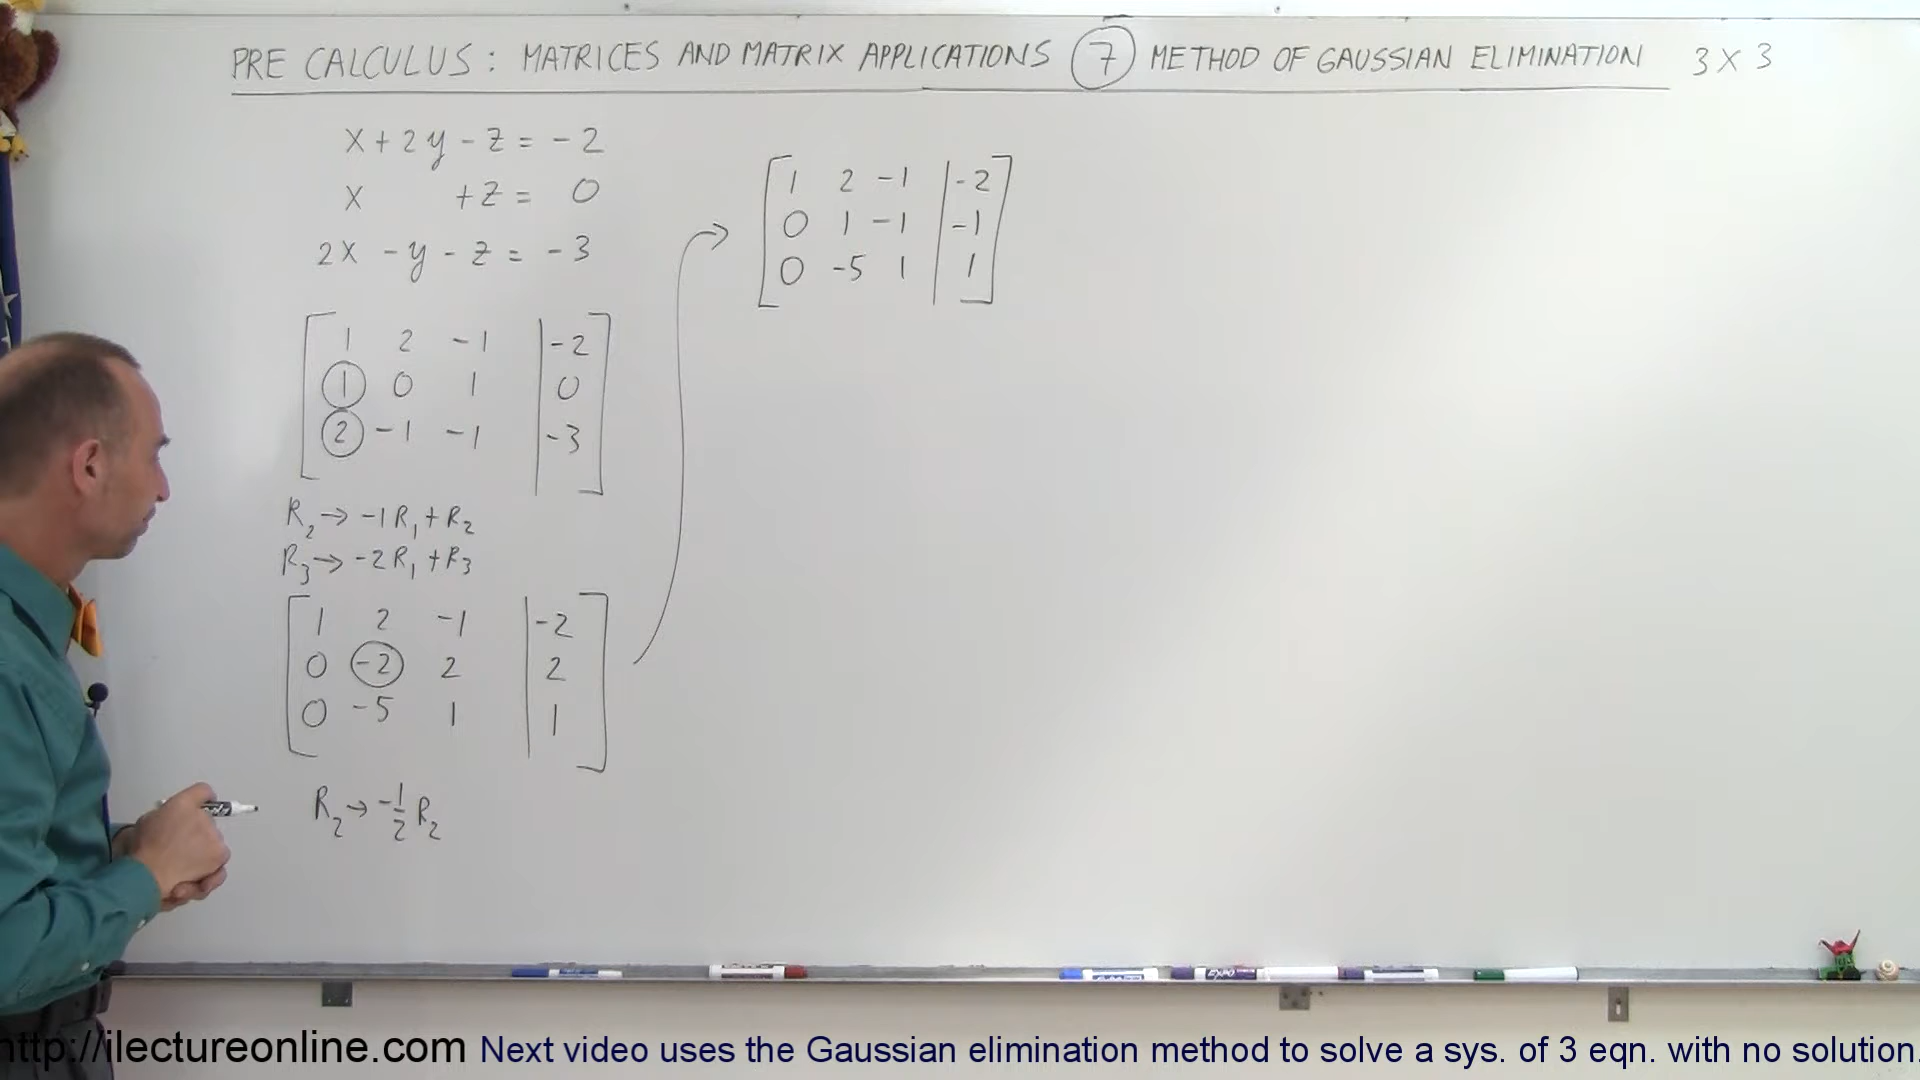 PRE CALCULUS: MATRICES AND MATRIX APPLICATIONS 7 METHOD OF GAUSSIAN ELIMINATION 3 X 3
x + 2y - z = -2
x + z = 0
2x - y - z = -3
1 2 -1 | -2
1 0 1 | 0
2 -1 -1 | -3
R2 → -1R1 + R2
R3 → -2R1 + R3
1 2 -1 | -2
0 -2 2 | 2
0 -5 1 | 1
R2 → -1/2 R2
1 2 -1 | -2
0 1 -1 | -1
0 -5 1 | 1
http://ilectureonline.com Next video uses the Gaussian elimination method to solve a sys. of 3 eqn. with no solution.